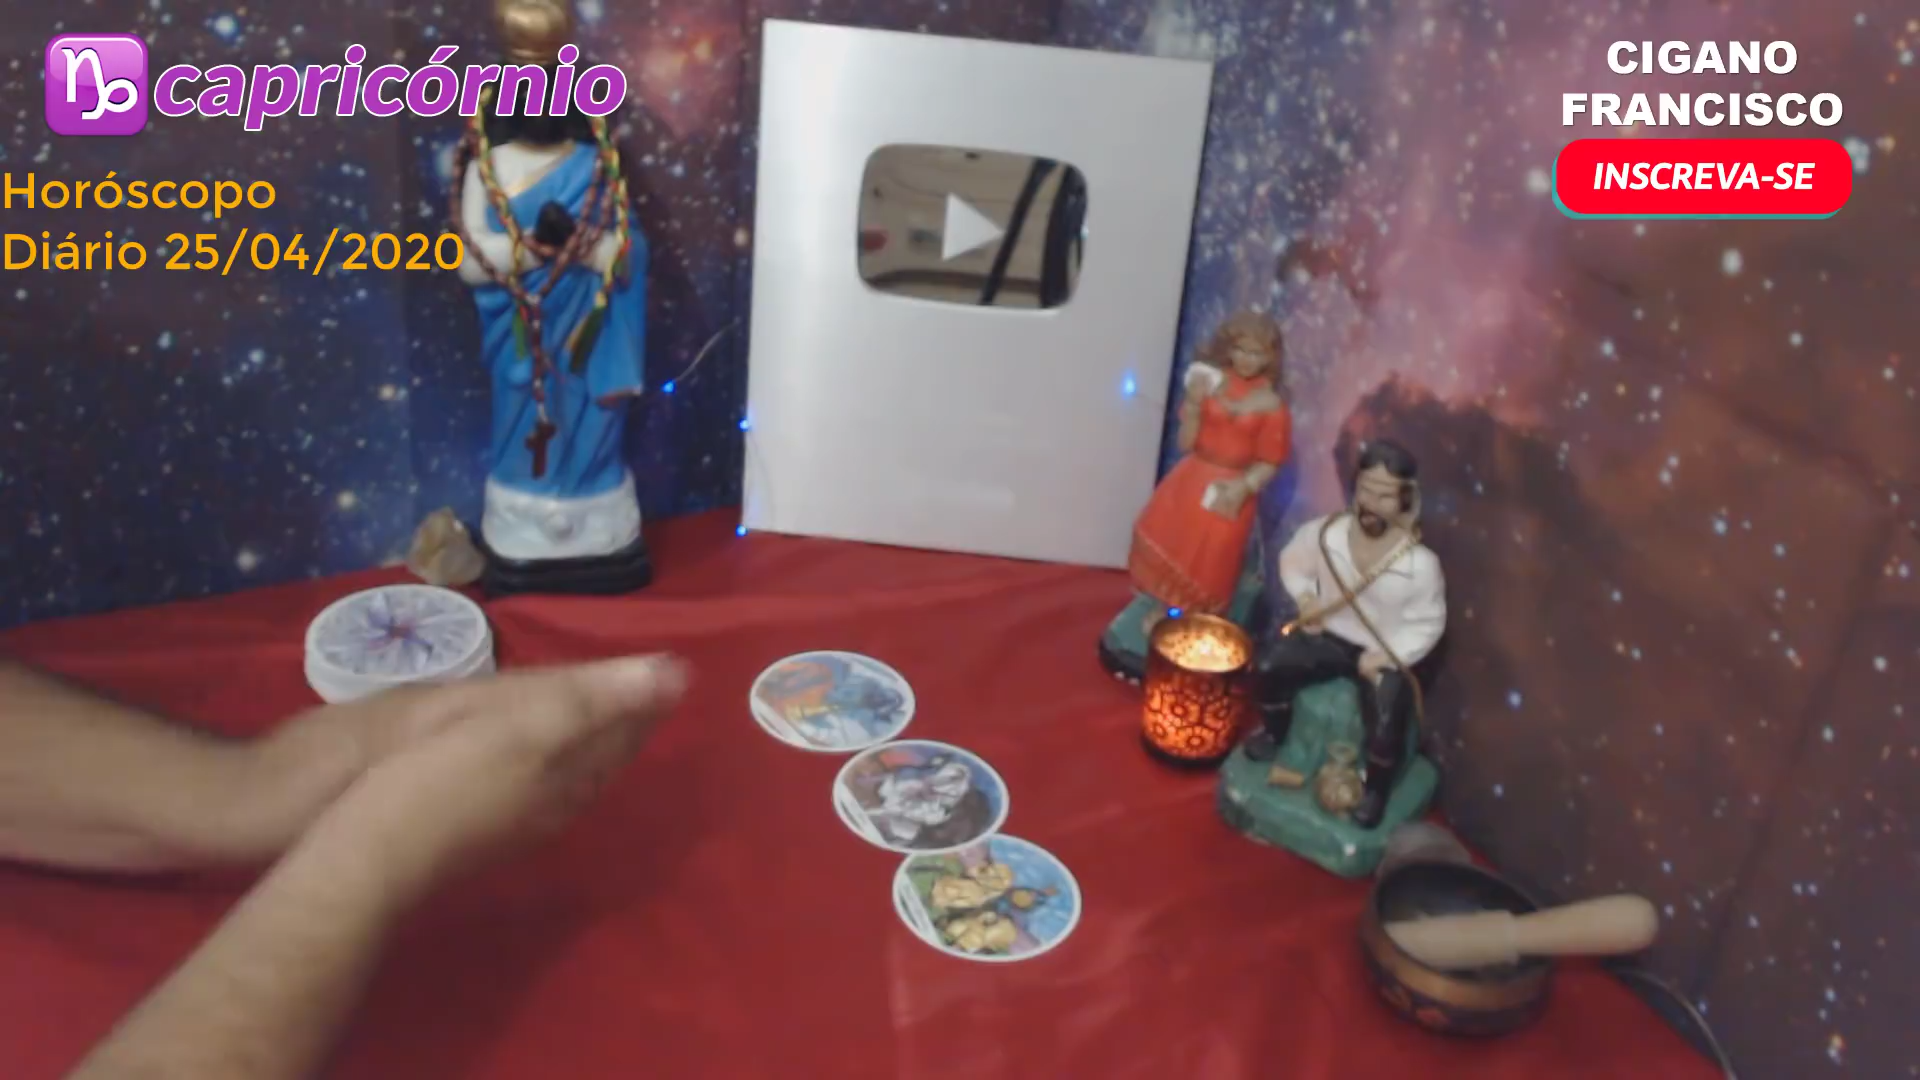 capricórnio
Horóscopo
Diário 25/04/2020
CIGANO
FRANCISCO
INSCREVA-SE